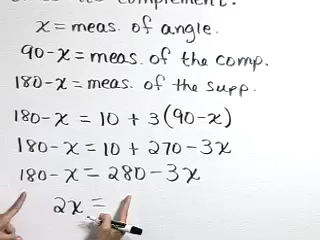 complement.
x = meas. of angle.
90-x = meas. of the comp.
180-x = meas. of the supp.
180-x = 10 + 3(90-x)
180-x = 10 + 270-3x
180-x = 280-3x
2x =